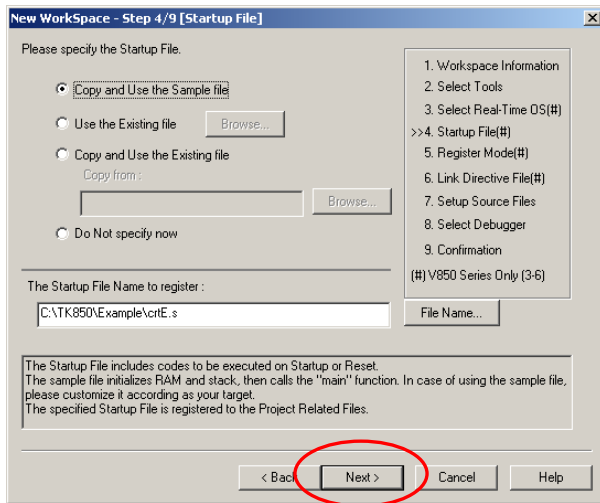 New WorkSpace - Step 4/9 [Startup File]
Please specify the Startup File.
Copy and Use the Sample file
Use the Existing file
Browse...
Copy and Use the Existing file
Copy from :
Browse...
Do Not specify now
1. Workspace Information
2. Select Tools
3. Select Real-Time OS(#)
>>4. Startup File(#)
5. Register Mode(#)
6. Link Directive File(#)
7. Setup Source Files
8. Select Debugger
9. Confirmation
(#) V850 Series Only (3-6)
The Startup File Name to register :
C:\TK850\Example\crtE.s
File Name...
The Startup File includes codes to be executed on Startup or Reset.
The sample file initializes RAM and stack, then calls the "main" function. In case of using the sample file,
please customize it according as your target.
The specified Startup File is registered to the Project Related Files.
< Back
Next >
Cancel
Help